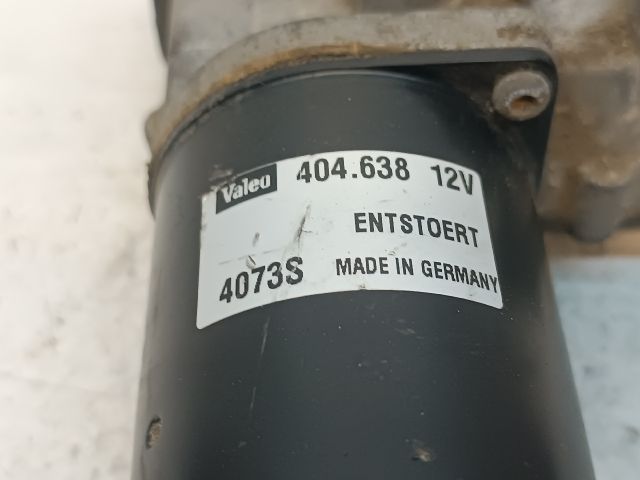 Valeo 404.638 12V
ENTSTOERT
4073S MADE IN GERMANY